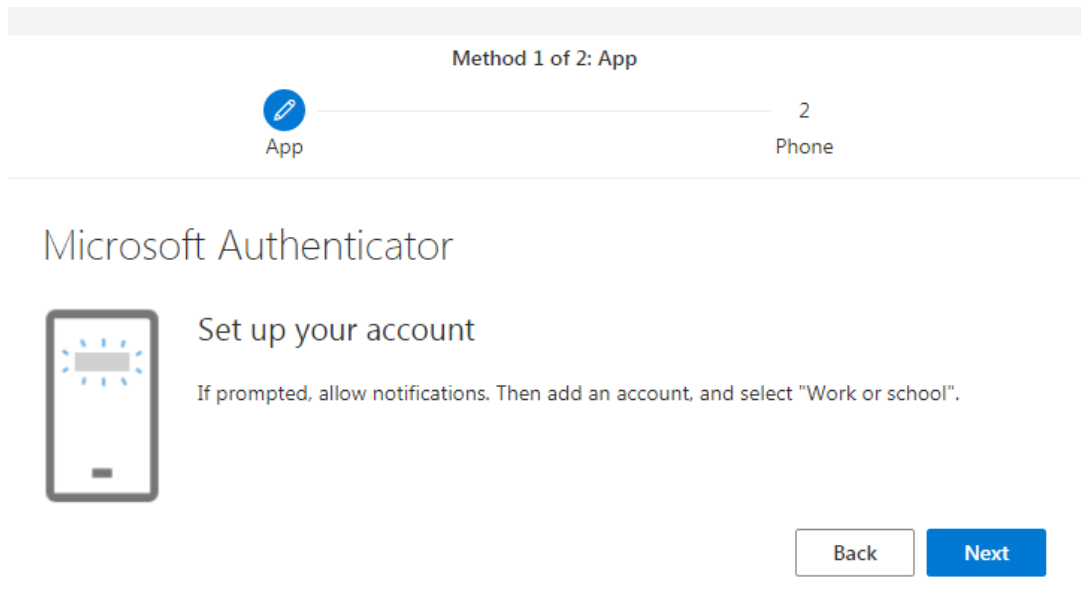 Method 1 of 2: App
2
App
Phone
Microsoft Authenticator
Set up your account
If prompted, allow notifications. Then add an account, and select "Work or school".
Back
Next